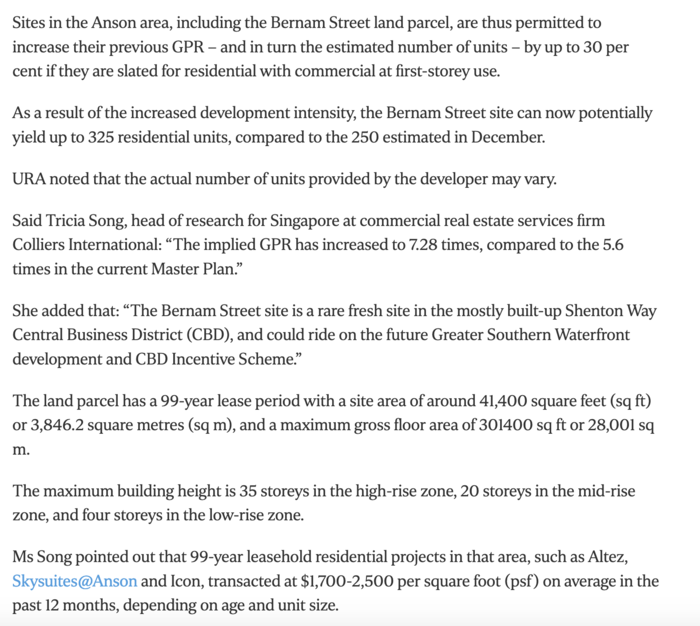 Sites in the Anson area, including the Bernam Street land parcel, are thus permitted to
increase their previous GPR – and in turn the estimated number of units – by up to 30 per
cent if they are slated for residential with commercial at first-storey use.
As a result of the increased development intensity, the Bernam Street site can now potentially
yield up to 325 residential units, compared to the 250 estimated in December.
URA noted that the actual number of units provided by the developer may vary.
Said Tricia Song, head of research for Singapore at commercial real estate services firm
Colliers International: “The implied GPR has increased to 7.28 times, compared to the 5.6
times in the current Master Plan.”
She added that: “The Bernam Street site is a rare fresh site in the mostly built-up Shenton Way
Central Business District (CBD), and could ride on the future Greater Southern Waterfront
development and CBD Incentive Scheme.”
The land parcel has a 99-year lease period with a site area of around 41,400 square feet (sq ft)
or 3,846.2 square metres (sq m), and a maximum gross floor area of 301400 sq ft or 28,001 sq
m.
The maximum building height is 35 storeys in the high-rise zone, 20 storeys in the mid-rise
zone, and four storeys in the low-rise zone.
Ms Song pointed out that 99-year leasehold residential projects in that area, such as Altez,
Skysuites@Anson and Icon, transacted at $1,700-2,500 per square foot (psf) on average in the
past 12 months, depending on age and unit size.